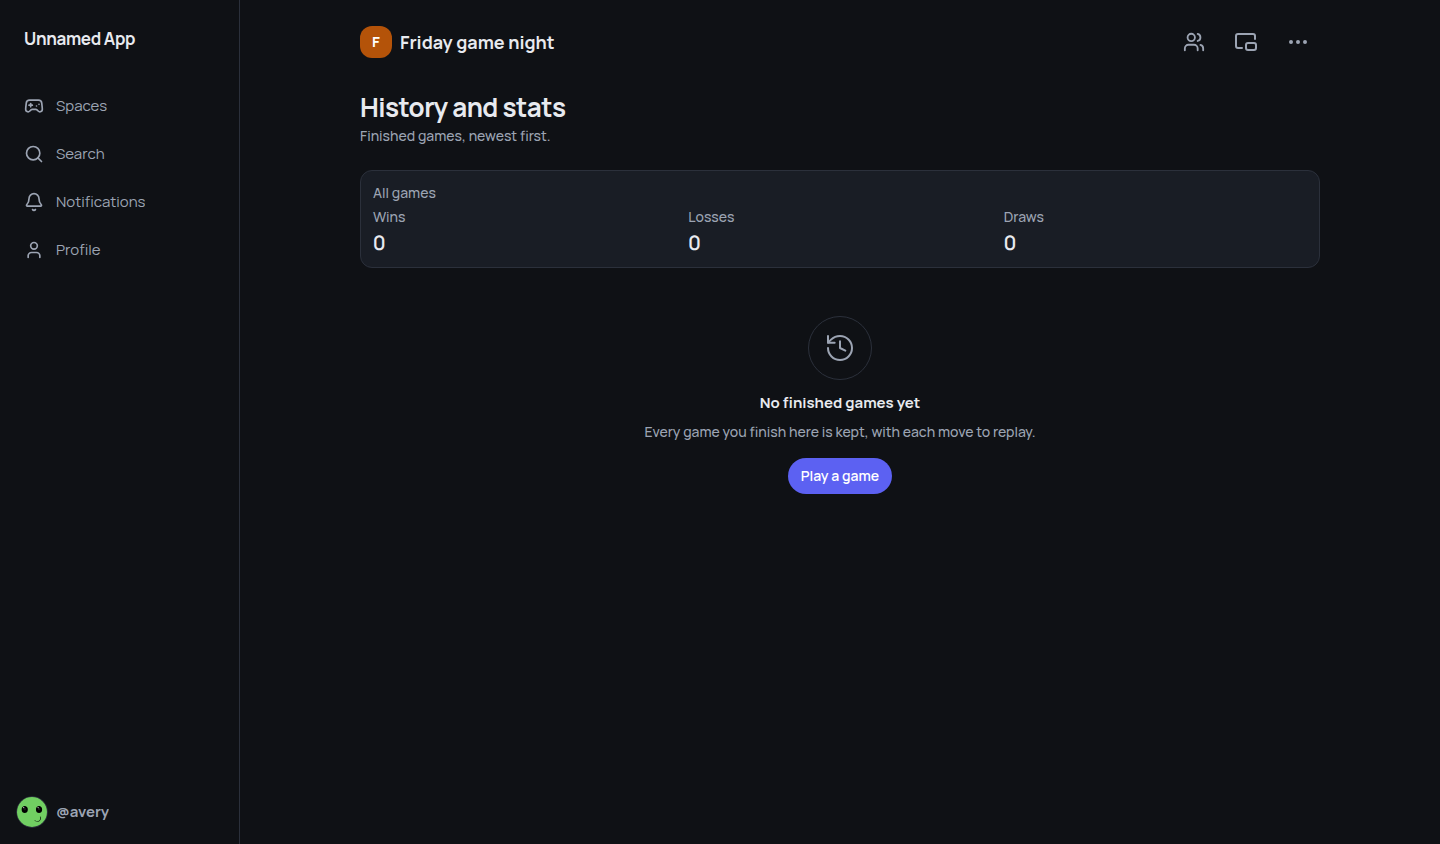 Unnamed App
Spaces
Search
Notifications
Profile
@avery
F Friday game night
History and stats
Finished games, newest first.
All games
Wins Losses Draws
0 0 0
No finished games yet
Every game you finish here is kept, with each move to replay.
Play a game